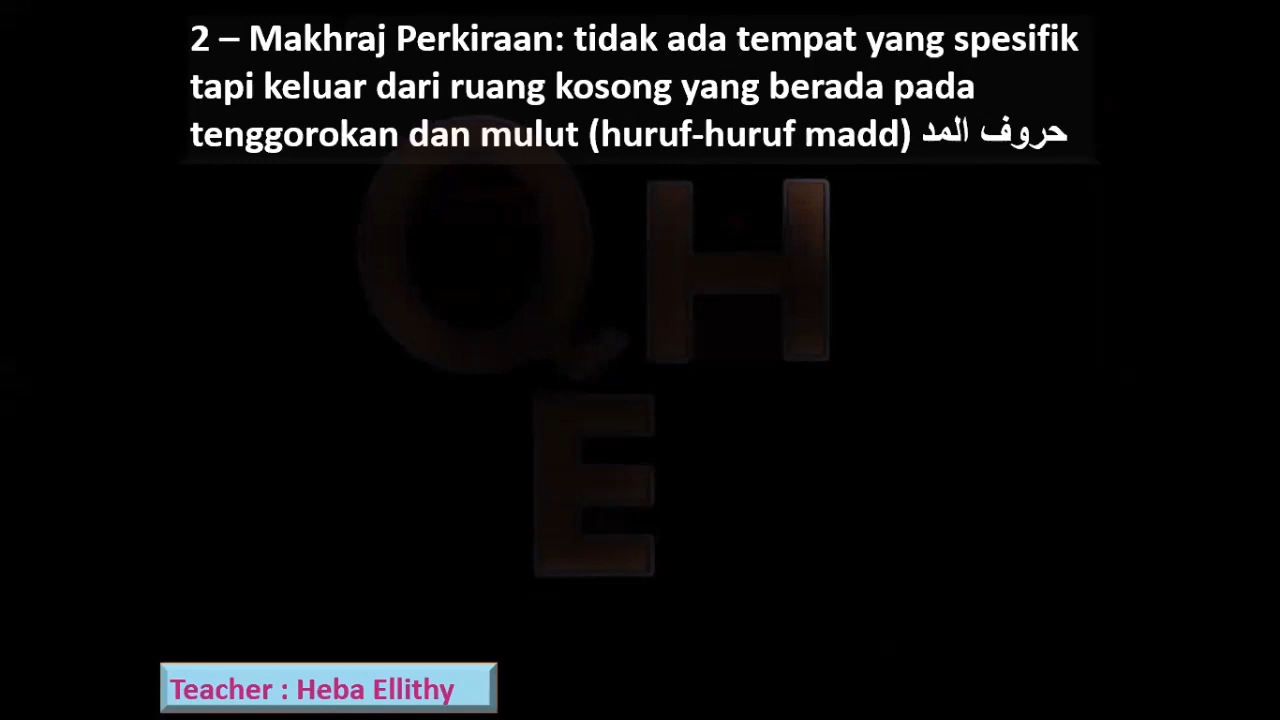 2 – Makhraj Perkiraan: tidak ada tempat yang spesifik
tapi keluar dari ruang kosong yang berada pada
tenggorokan dan mulut (huruf-huruf madd) حروف المد
Q H
E
Teacher : Heba Ellithy